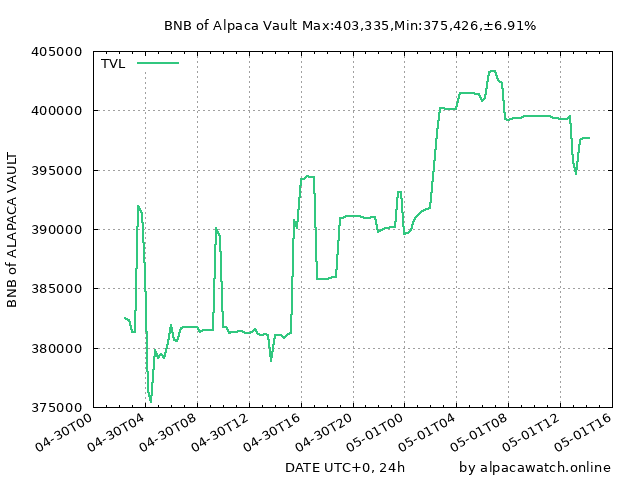 BNB of Alpaca Vault Max:403,335,Min:375,426,±6.91%
405000
TVL
400000
395000
390000
385000
380000
375000
BNB of ALAPACA VAULT
04-30T00
04-30T04
04-30T08
04-30T12
04-30T16
04-30T20
05-01T00
05-01T04
05-01T08
05-01T12
05-01T16
DATE UTC+0, 24h
by alpacawatch.online